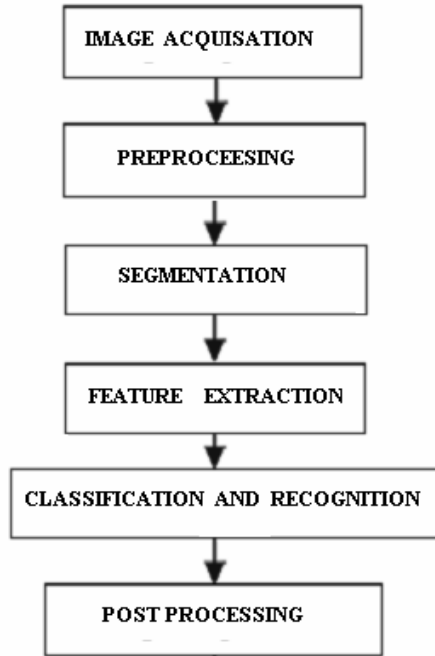 IMAGE ACQUISATION
PREPROCEESING
SEGMENTATION
FEATURE EXTRACTION
CLASSIFICATION AND RECOGNITION
POST PROCESSING